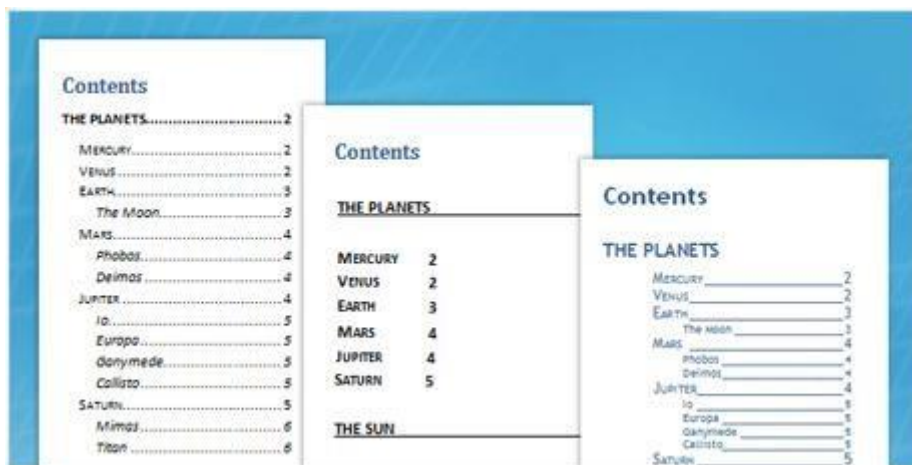 Contents
THE PLANETS.................................2
MERCURY.................................2
VENUS.................................2
EARTH.................................3
The Moon.................................3
MARS.................................4
Phobos.................................4
Deimos.................................4
JUPITER.................................4
Io.................................5
Europa.................................5
Ganymede.................................5
Callisto.................................5
SATURN.................................5
Mimas.................................6
Titan.................................6
Contents
THE PLANETS
MERCURY 2
VENUS 2
EARTH 3
MARS 4
JUPITER 4
SATURN 5
THE SUN
Contents
THE PLANETS
MERCURY 2
VENUS 2
EARTH 3
The Moon 3
MARS 4
Phobos 4
Deimos 4
JUPITER 4
Io 5
Europa 5
Ganymede 5
Callisto 5
SATURN 5